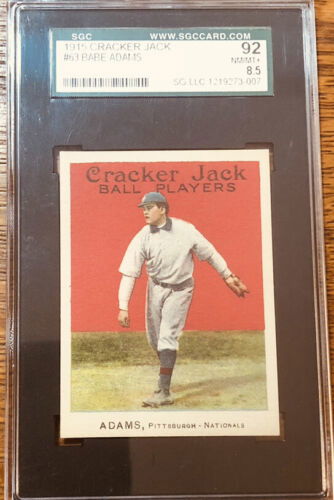 SGC WWW.SGCCARD.COM
1915 CRACKER JACK 92
#63 BABE ADAMS NM/MT+
8.5
SG LLC 1219273-007
Cracker Jack
BALL PLAYERS
ADAMS, PITTSBURGH - NATIONALS